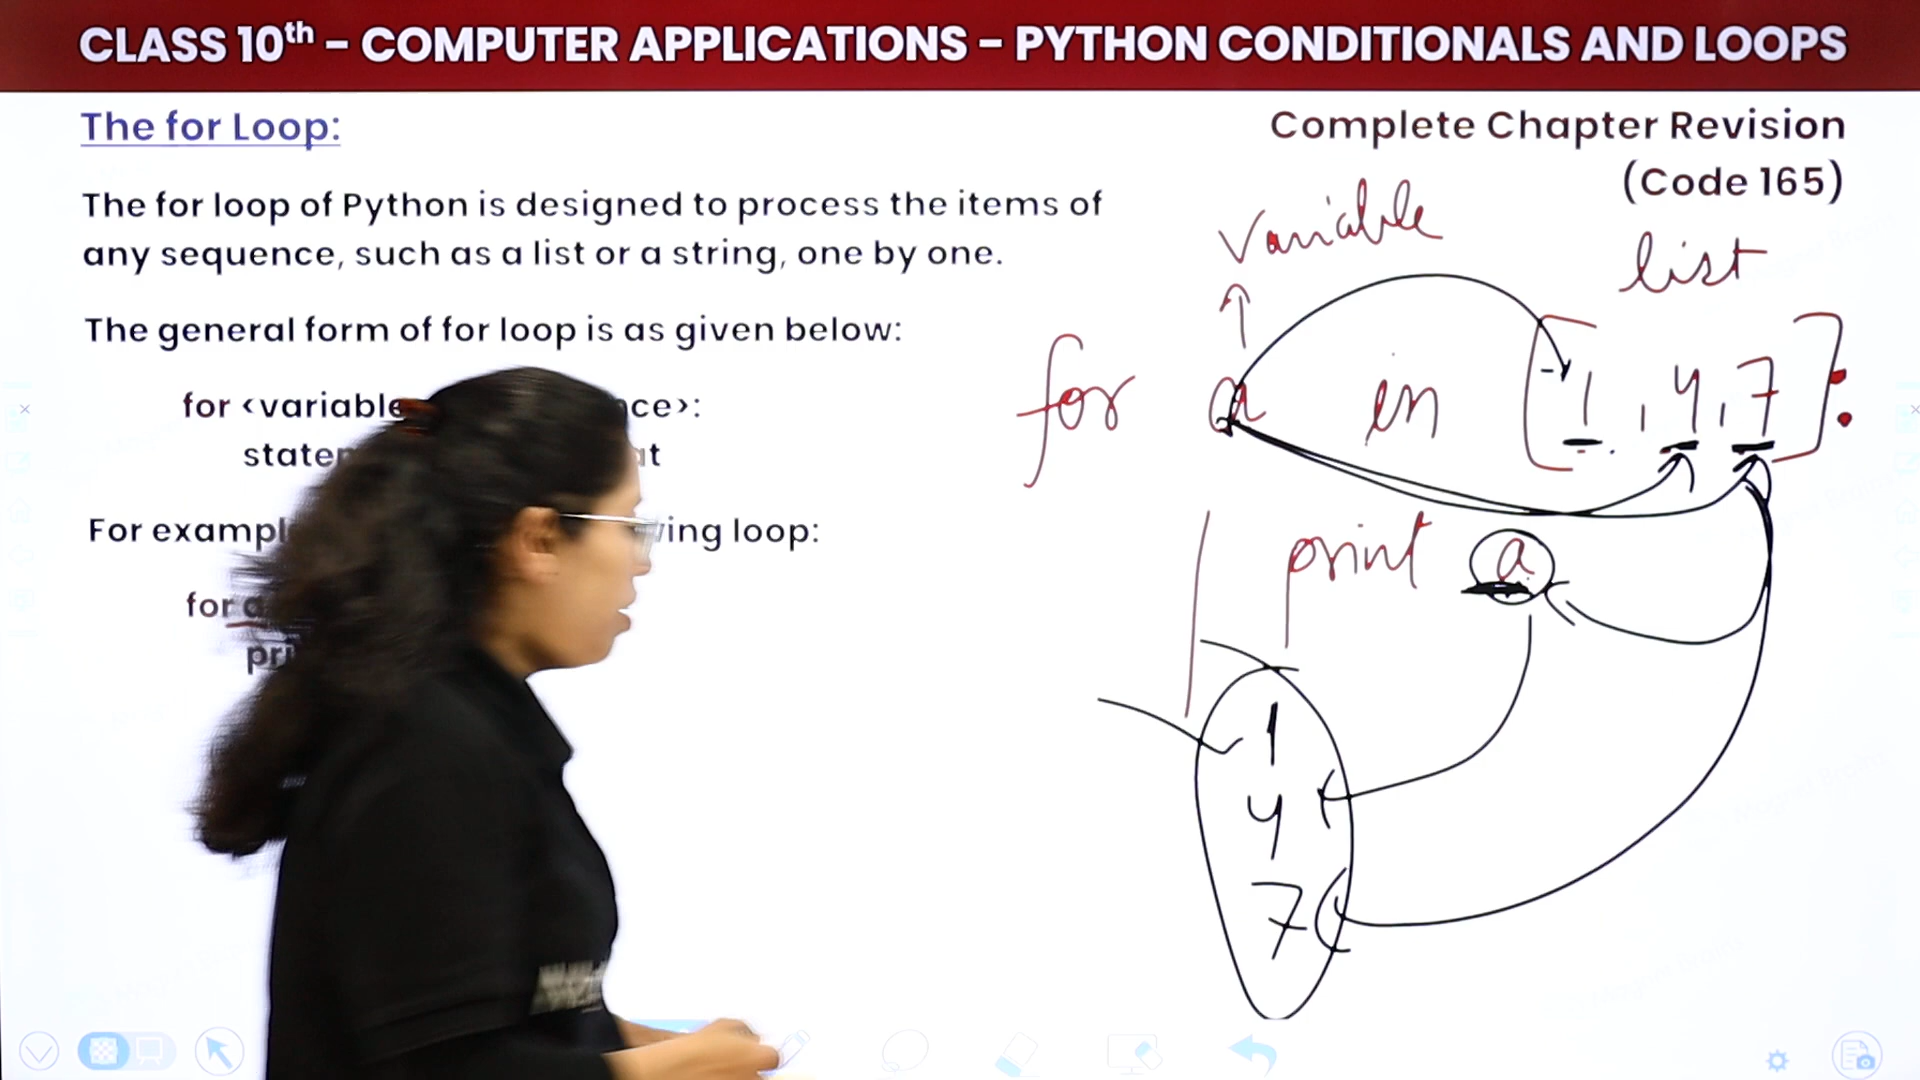 CLASS 10th – COMPUTER APPLICATIONS – PYTHON CONDITIONALS AND LOOPS
The for Loop:
Complete Chapter Revision
(Code 165)
The for loop of Python is designed to process the items of
any sequence, such as a list or a string, one by one.
The general form of for loop is as given below:
for <variable ce>:
t
For ing loop:
for
variable
list
for a in [1, 4, 7]:
print a
1
4
7